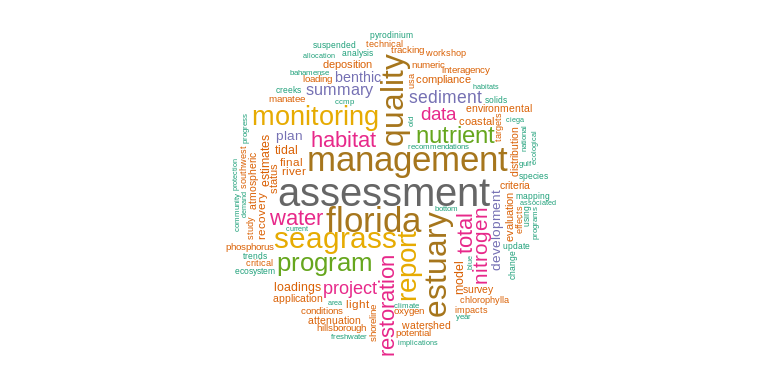 pyrodinium
suspended technical
allocation analysis tracking workshop
deposition numeric interagency
bahamense loading benthic usa compliance
creeks summary quality sediment habitats
manatee ccmp solids
monitoring data environmental
old coastal targets ciega
progress plan habitat nutrient national
tidal recommendations distribution ecological
southwest atmospheric estimates final management gulf
protection status river species
assessment criteria
community demand recovery mapping
water florida bottom associated
study current estuary total nitrogen development evaluation effects using programs
phosphorus seagrass update
trends program report blue change
critical
ecosystem model
loadings project restoration survey
application area light climate chlorophylla
conditions shoreline oxygen impacts
attenuation year
hillsborough watershed
freshwater potential
implications